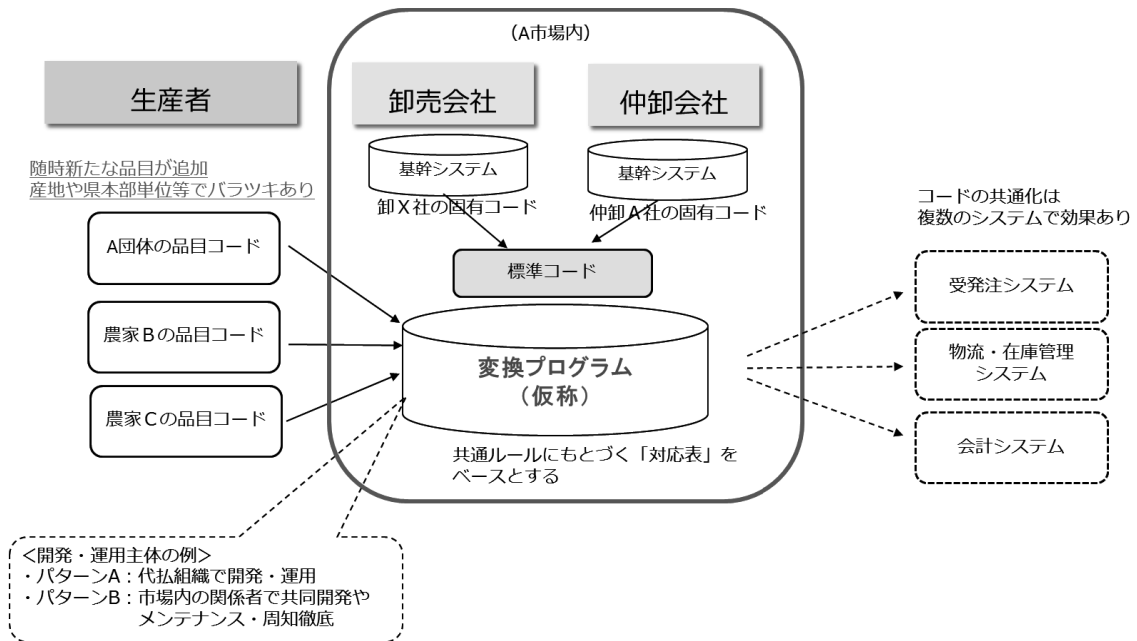 （A市場内）
生産者
卸売会社
仲卸会社
随時新たな品目が追加
産地や県本部単位等でバラツキあり
基幹システム
基幹システム
卸Ｘ社の固有コード
仲卸Ａ社の固有コード
コードの共通化は
複数のシステムで効果あり
A団体の品目コード
標準コード
受発注システム
農家Ｂの品目コード
変換プログラム
（仮称）
物流・在庫管理
システム
農家Ｃの品目コード
会計システム
共通ルールにもとづく「対応表」を
ベースとする
＜開発・運用主体の例＞
・パターンA：代払組織で開発・運用
・パターンB：市場内の関係者で共同開発や
メンテナンス・周知徹底